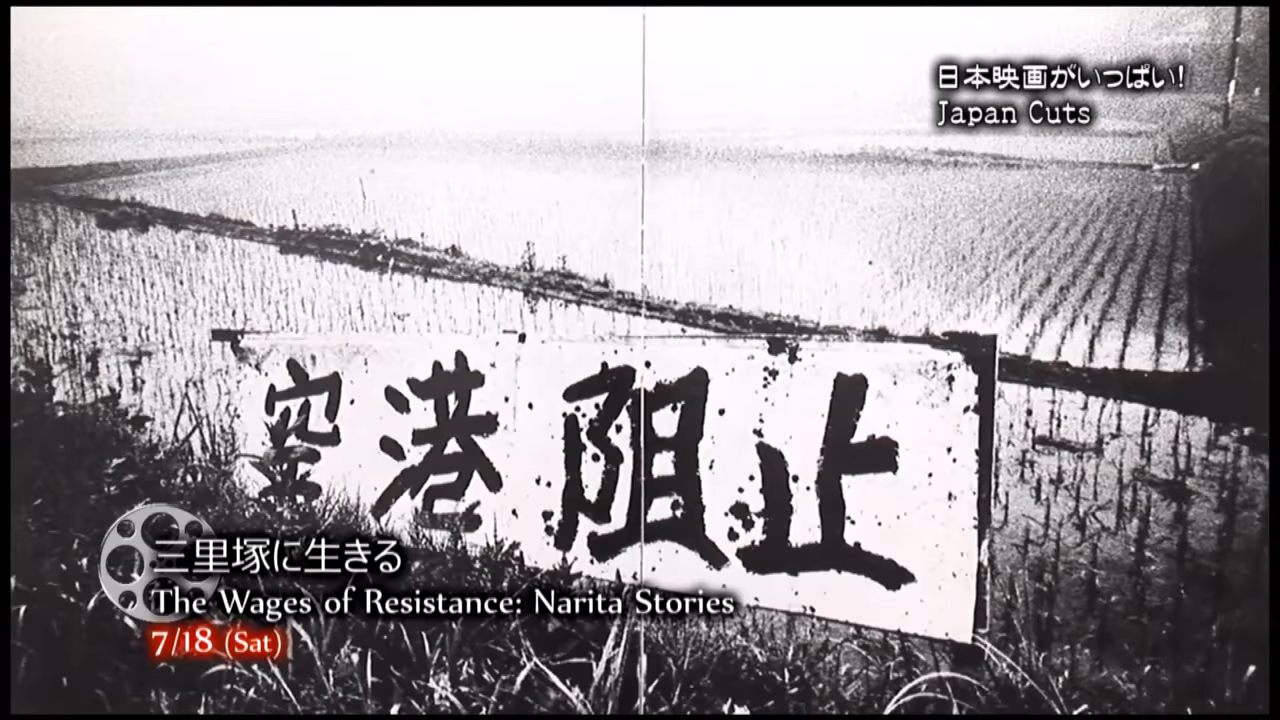 日本映画がいっぱい!
Japan Cuts
空港阻止
三里塚に生きる
The Wages of Resistance: Narita Stories
7/18 (Sat)